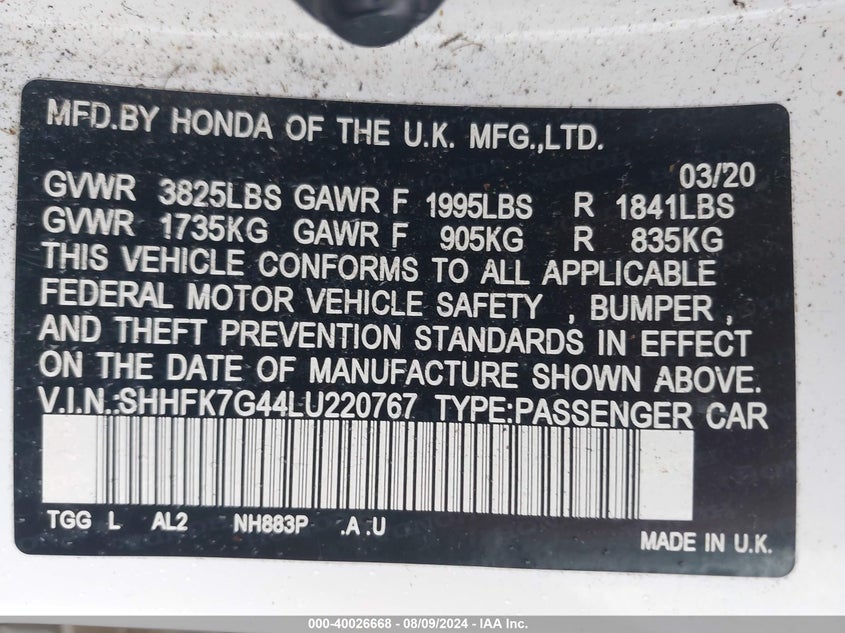 MFD.BY HONDA OF THE U.K. MFG.,LTD.
03/20
GVWR 3825LBS GAWR F 1995LBS R 1841LBS
GVWR 1735KG GAWR F 905KG R 835KG
THIS VEHICLE CONFORMS TO ALL APPLICABLE
FEDERAL MOTOR VEHICLE SAFETY , BUMPER ,
AND THEFT PREVENTION STANDARDS IN EFFECT
ON THE DATE OF MANUFACTURE SHOWN ABOVE.
V.I.N.:SHHFK7G44LU220767 TYPE:PASSENGER CAR
TGG L AL2 NH883P .A .U
MADE IN U.K.
000-40026668 - 08/09/2024 - IAA Inc.